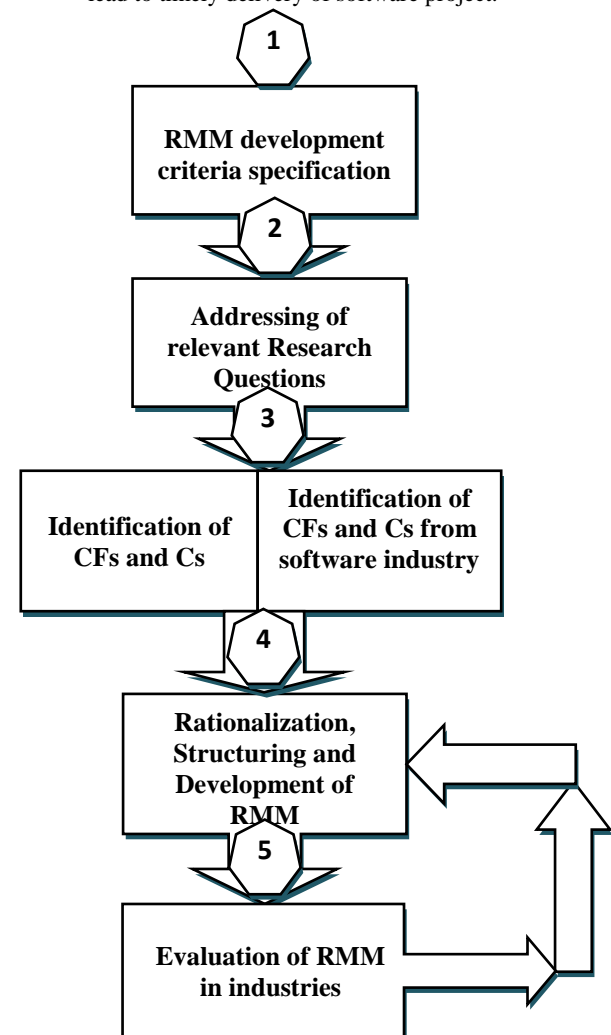 lead to timely delivery of software project.
1
RMM development
criteria specification
2
Addressing of
relevant Research
Questions
3
Identification of
CFs and Cs
Identification of
CFs and Cs from
software industry
4
Rationalization,
Structuring and
Development of
RMM
5
Evaluation of RMM
in industries